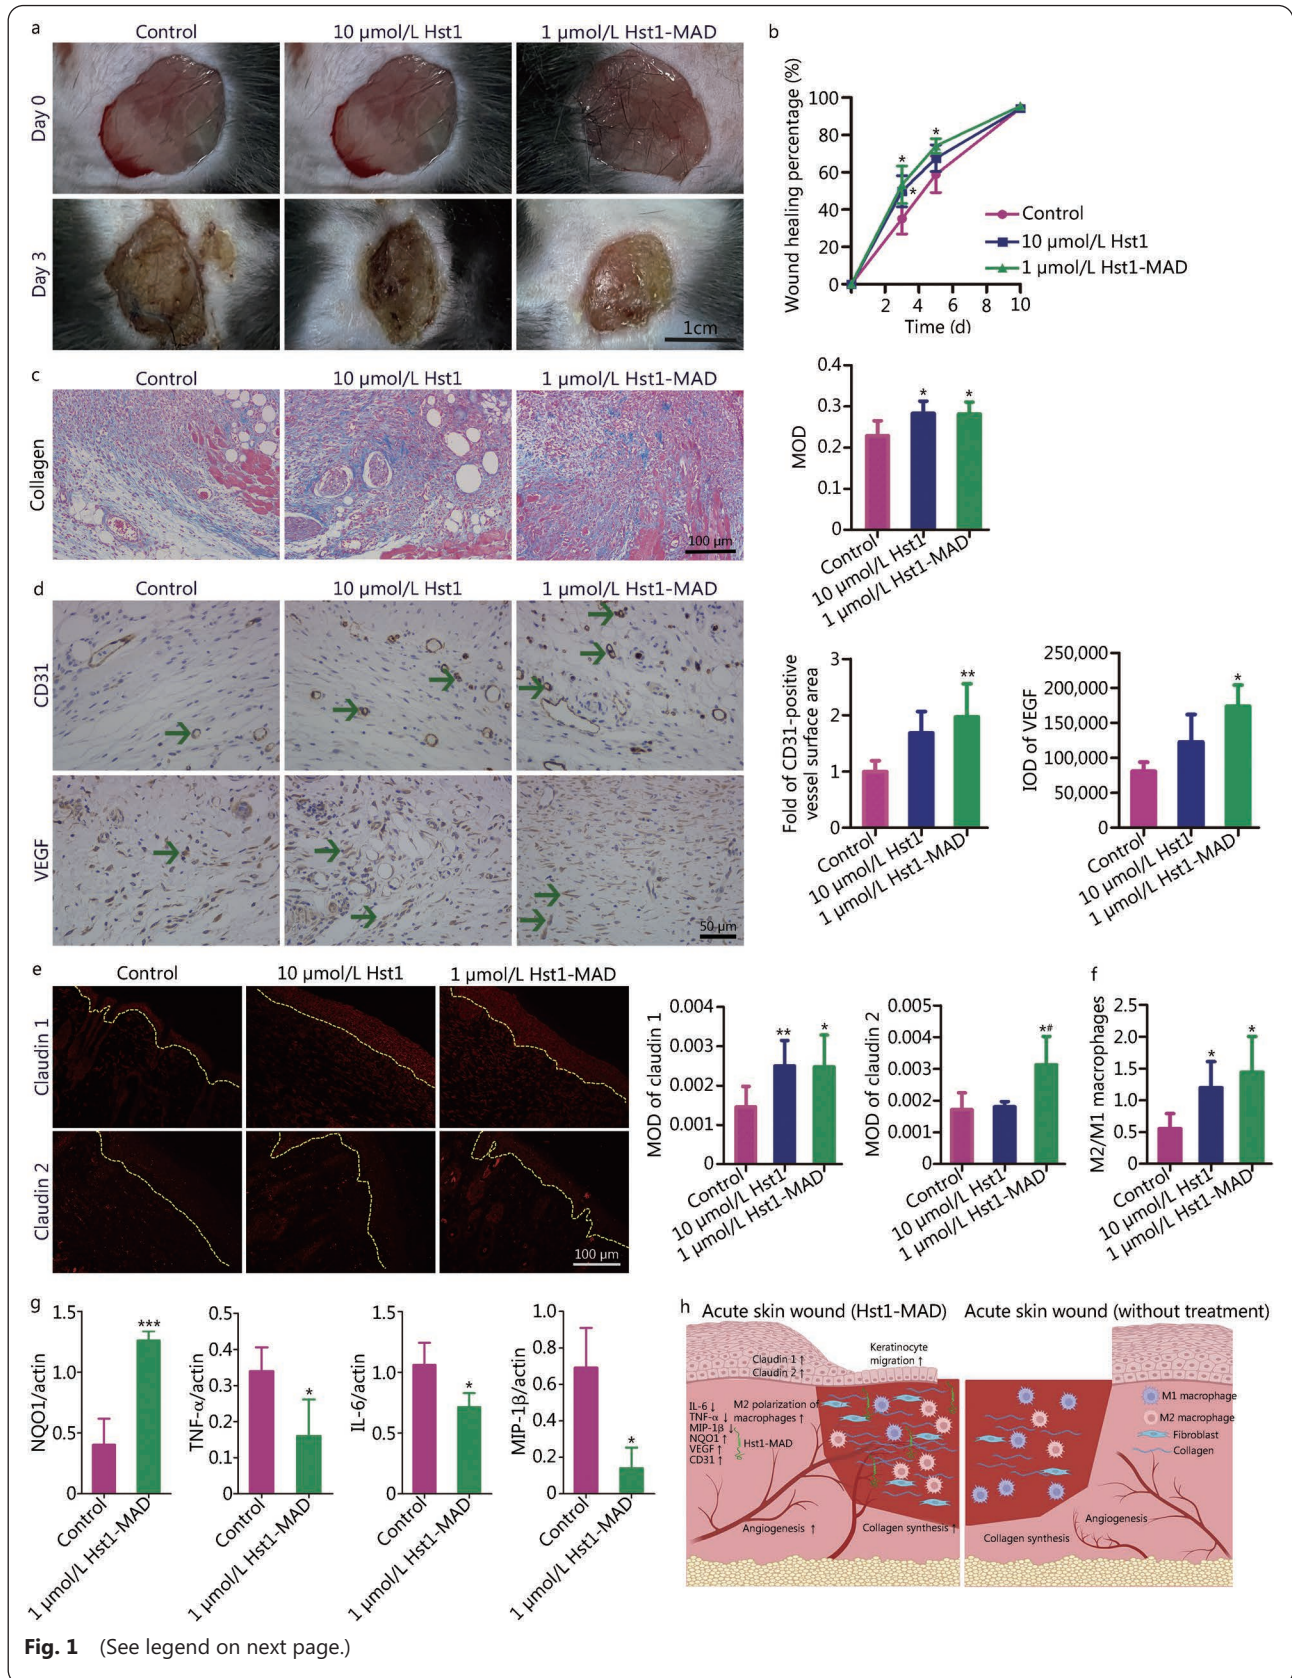 a
Control
10 μmol/L Hst1
1 μmol/L Hst1-MAD
Day 0
Day 3
1cm
b
Wound healing percentage (%)
100
80
60
40
20
0
*
*
*
2 4 6 8 10
Time (d)
Control
10 μmol/L Hst1
1 μmol/L Hst1-MAD
c
Control
10 μmol/L Hst1
1 μmol/L Hst1-MAD
Collagen
100 μm
MOD
0.4
0.3
0.2
0.1
0
*
*
Control
10 μmol/L Hst1
1 μmol/L Hst1-MAD
d
Control
10 μmol/L Hst1
1 μmol/L Hst1-MAD
CD31
VEGF
50 μm
Fold of CD31-positive
vessel surface area
3
2
1
0
**
Control
10 μmol/L Hst1
1 μmol/L Hst1-MAD
IOD of VEGF
250,000
200,000
150,000
100,000
50,000
0
*
Control
10 μmol/L Hst1
1 μmol/L Hst1-MAD
e
Control
10 μmol/L Hst1
1 μmol/L Hst1-MAD
Claudin 1
Claudin 2
100 μm
MOD of claudin 1
0.004
0.003
0.002
0.001
0
**
*
Control
10 μmol/L Hst1
1 μmol/L Hst1-MAD
MOD of claudin 2
0.005
0.004
0.003
0.002
0.001
0
*#
Control
10 μmol/L Hst1
1 μmol/L Hst1-MAD
f
M2/M1 macrophages
2.5
2.0
1.5
1.0
0.5
0
*
*
Control
10 μmol/L Hst1
1 μmol/L Hst1-MAD
g
NQO1/actin
1.5
1.0
0.5
0
***
Control
1 μmol/L Hst1-MAD
TNF-α/actin
0.5
0.4
0.3
0.2
0.1
0
*
Control
1 μmol/L Hst1-MAD
IL-6/actin
1.5
1.0
0.5
0
*
Control
1 μmol/L Hst1-MAD
MIP-1β/actin
1.0
0.8
0.6
0.4
0.2
0
*
Control
1 μmol/L Hst1-MAD
h
Acute skin wound (Hst1-MAD)
Acute skin wound (without treatment)
Claudin 1 ↑
Claudin 2 ↑
Keratinocyte
migration ↑
IL-6 ↓
TNF-α ↓
MIP-1β ↓
NQO1 ↑
VEGF ↑
CD31 ↑
M2 polarization of
macrophages ↑
Hst1-MAD
Angiogenesis ↑
Collagen synthesis ↑
M1 macrophage
M2 macrophage
Fibroblast
Collagen
Angiogenesis
Collagen synthesis
Fig. 1 (See legend on next page.)